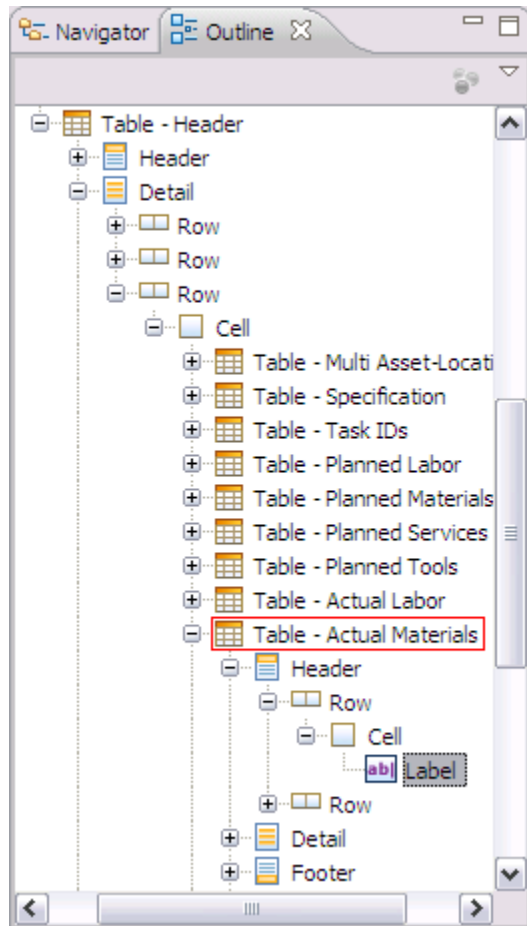 Navigator Outline
Table - Header
Header
Detail
Row
Row
Row
Cell
Table - Multi Asset-Locati
Table - Specification
Table - Task IDs
Table - Planned Labor
Table - Planned Materials
Table - Planned Services
Table - Planned Tools
Table - Actual Labor
Table - Actual Materials
Header
Row
Cell
ab Label
Row
Detail
Footer